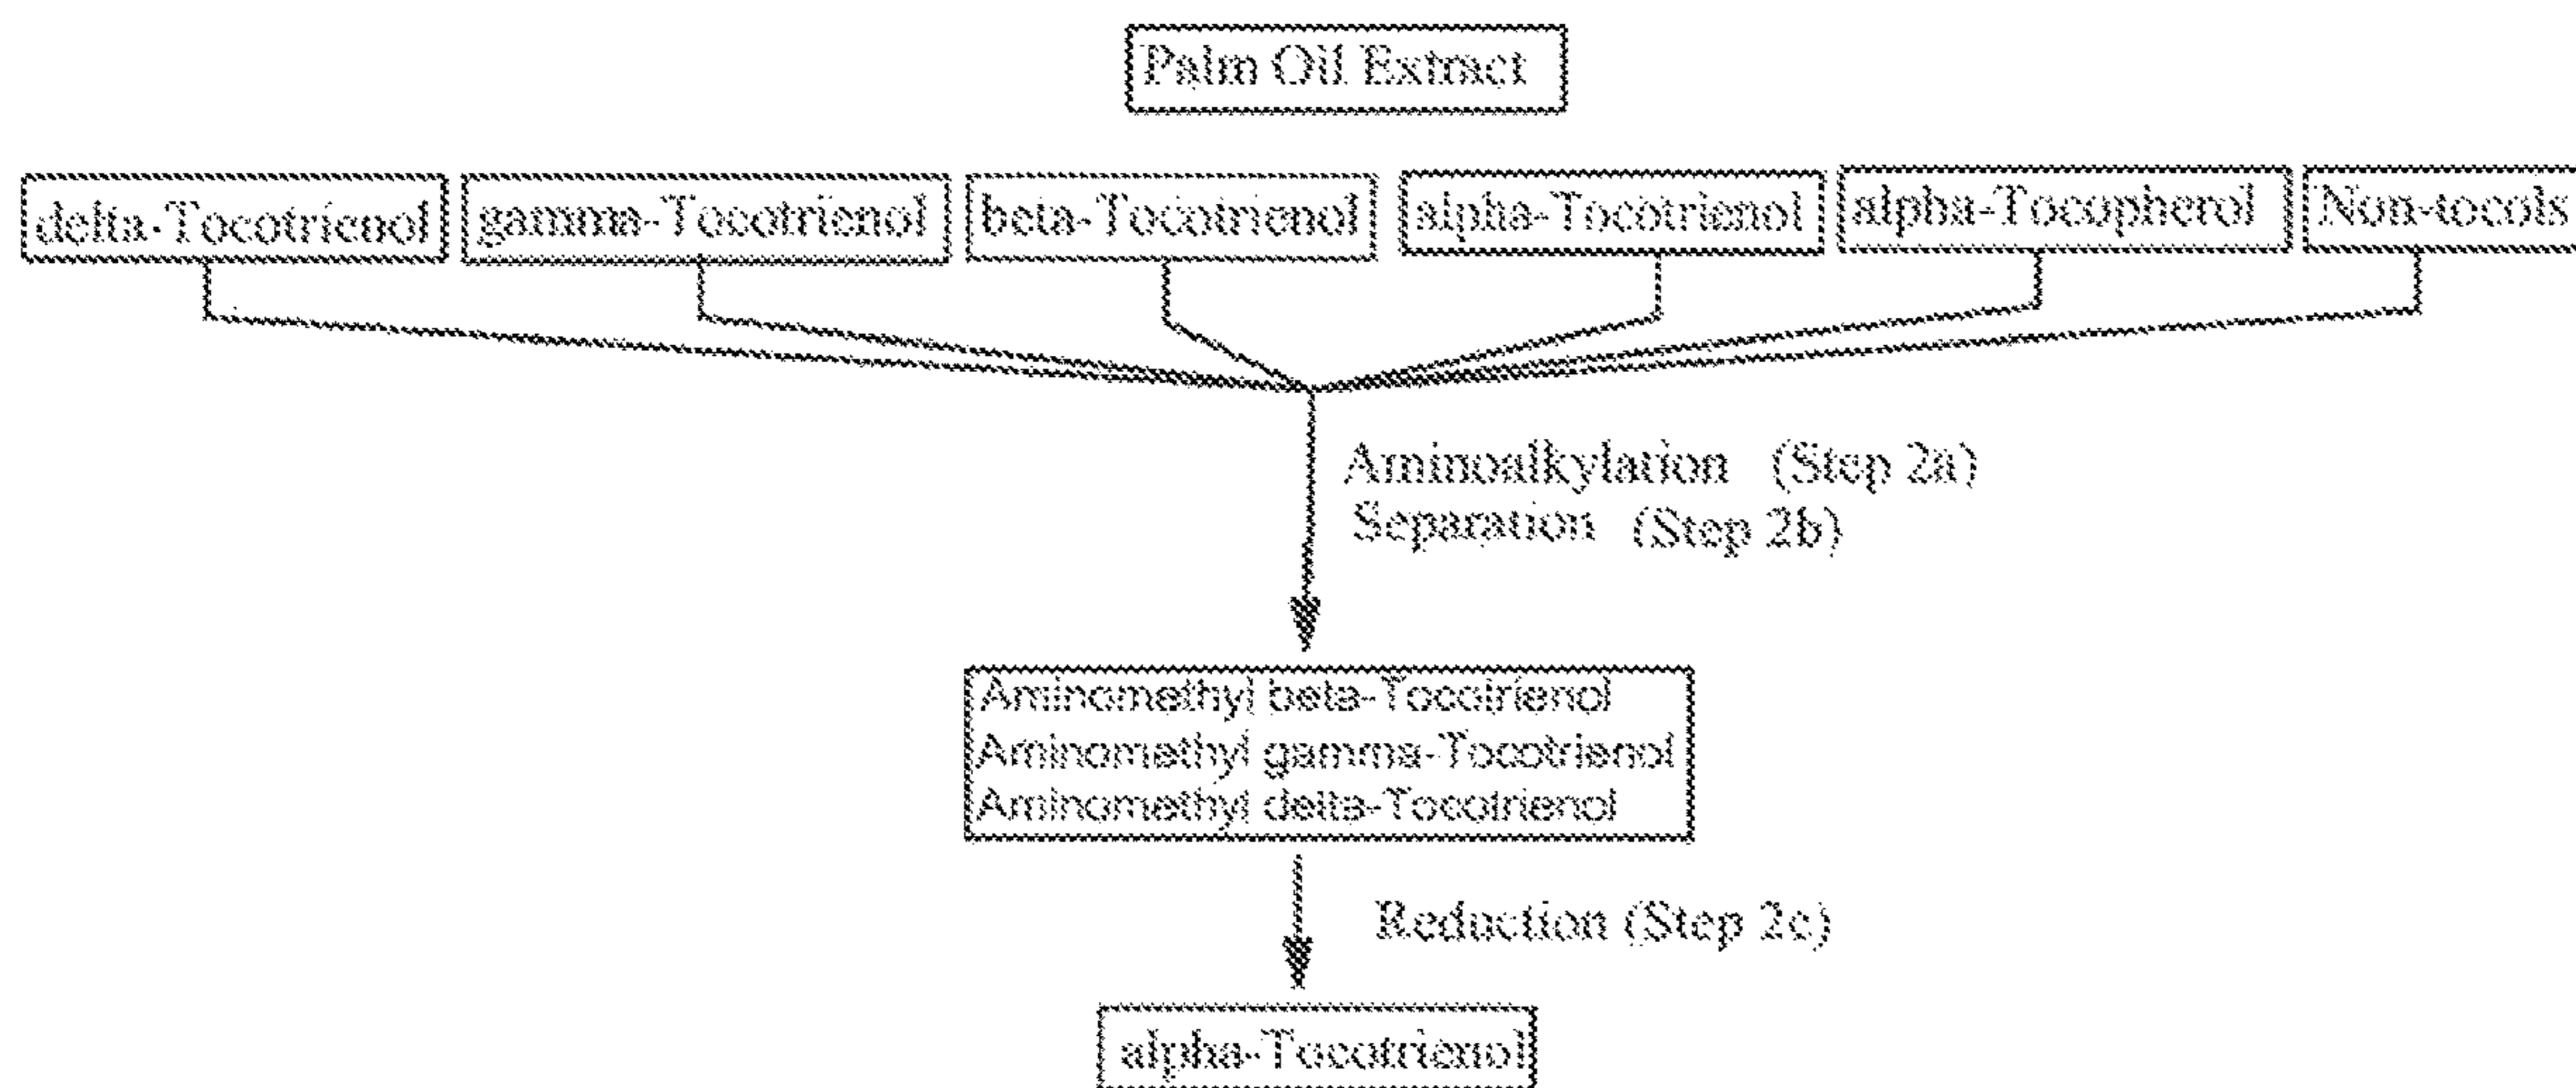 Palm Oil Extract
delta-Tocotrienol
gamma-Tocotrienol
beta-Tocotrienol
alpha-Tocotrienol
alpha-Tocopherol
Non-tocols
Aminoalkylation (Step 2a)
Separation (Step 2b)
Aminomethyl beta-Tocotrienol
Aminomethyl gamma-Tocotrienol
Aminomethyl delta-Tocotrienol
Reduction (Step 2c)
alpha-Tocotrienol